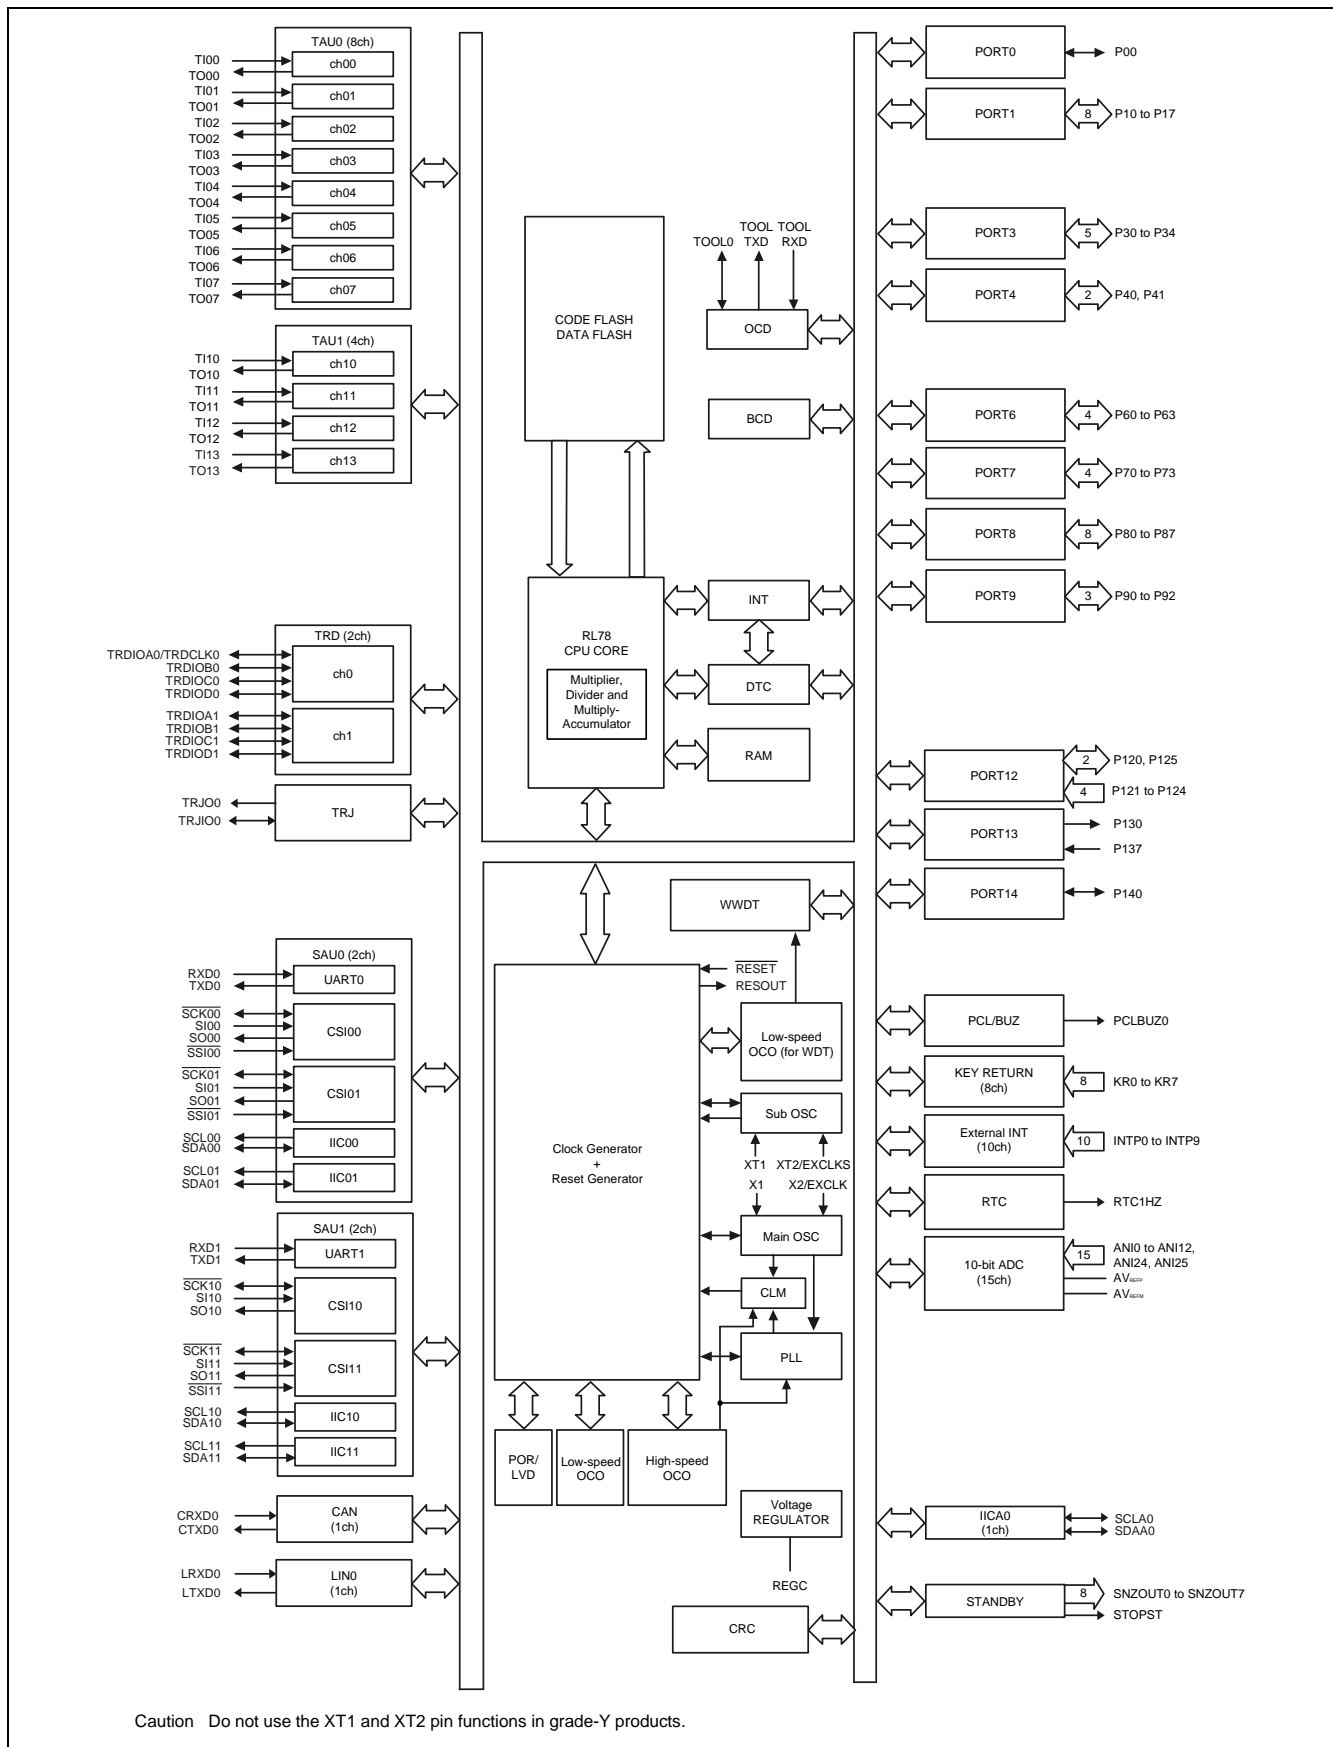 TAU0 (8ch)
TI00
TO00
ch00
TI01
TO01
ch01
TI02
TO02
ch02
TI03
TO03
ch03
TI04
TO04
ch04
TI05
TO05
ch05
TI06
TO06
ch06
TI07
TO07
ch07
TAU1 (4ch)
TI10
TO10
ch10
TI11
TO11
ch11
TI12
TO12
ch12
TI13
TO13
ch13
TRD (2ch)
TRDIOA0/TRDCLK0
TRDIOB0
TRDIOC0
TRDIOD0
ch0
TRDIOA1
TRDIOB1
TRDIOC1
TRDIOD1
ch1
TRJO0
TRJIO0
TRJ
SAU0 (2ch)
RXD0
TXD0
UART0
SCK00
SI00
SO00
SSI00
CSI00
SCK01
SI01
SO01
SSI01
CSI01
SCL00
SDA00
IIC00
SCL01
SDA01
IIC01
SAU1 (2ch)
RXD1
TXD1
UART1
SCK10
SI10
SO10
CSI10
SCK11
SI11
SO11
SSI11
CSI11
SCL10
SDA10
IIC10
SCL11
SDA11
IIC11
CRXD0
CTXD0
CAN
(1ch)
LRXD0
LTXD0
LIN0
(1ch)
CODE FLASH
DATA FLASH
TOOL0
TOOL
TXD
TOOL
RXD
OCD
BCD
RL78
CPU CORE
Multiplier,
Divider and
Multiply-
Accumulator
INT
DTC
RAM
WWDT
RESET
RESOUT
Clock Generator
+
Reset Generator
Low-speed
OCO (for WDT)
Sub OSC
XT1
XT2/EXCLKS
X1
X2/EXCLK
Main OSC
CLM
PLL
POR/
LVD
Low-speed
OCO
High-speed
OCO
Voltage
REGULATOR
REGC
CRC
PORT0
P00
PORT1
8
P10 to P17
PORT3
5
P30 to P34
PORT4
2
P40, P41
PORT6
4
P60 to P63
PORT7
4
P70 to P73
PORT8
8
P80 to P87
PORT9
3
P90 to P92
PORT12
2
P120, P125
4
P121 to P124
PORT13
P130
P137
PORT14
P140
PCL/BUZ
PCLBUZ0
KEY RETURN
(8ch)
8
KR0 to KR7
External INT
(10ch)
10
INTP0 to INTP9
RTC
RTC1HZ
10-bit ADC
(15ch)
15
ANI0 to ANI12,
ANI24, ANI25
AVREFP
AVREFM
IICA0
(1ch)
SCLA0
SDAA0
STANDBY
8
SNZOUT0 to SNZOUT7
STOPST
Caution Do not use the XT1 and XT2 pin functions in grade-Y products.